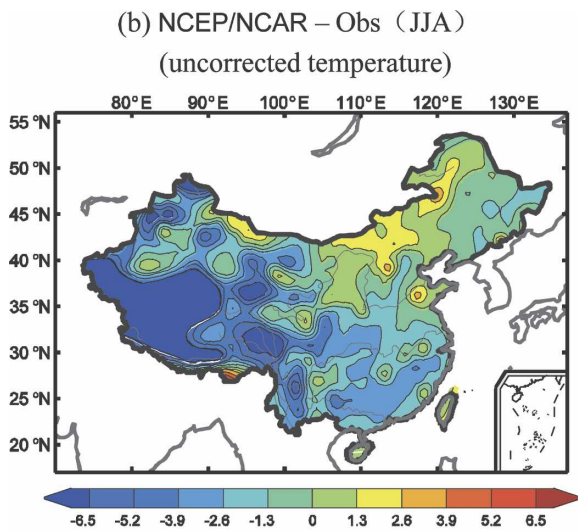 (b) NCEP/NCAR – Obs（JJA）
(uncorrected temperature)
80°E 90°E 100°E 110°E 120°E 130°E
55 °N
50 °N
45 °N
40 °N
35 °N
30 °N
25 °N
20 °N
-6.5 -5.2 -3.9 -2.6 -1.3 0 1.3 2.6 3.9 5.2 6.5